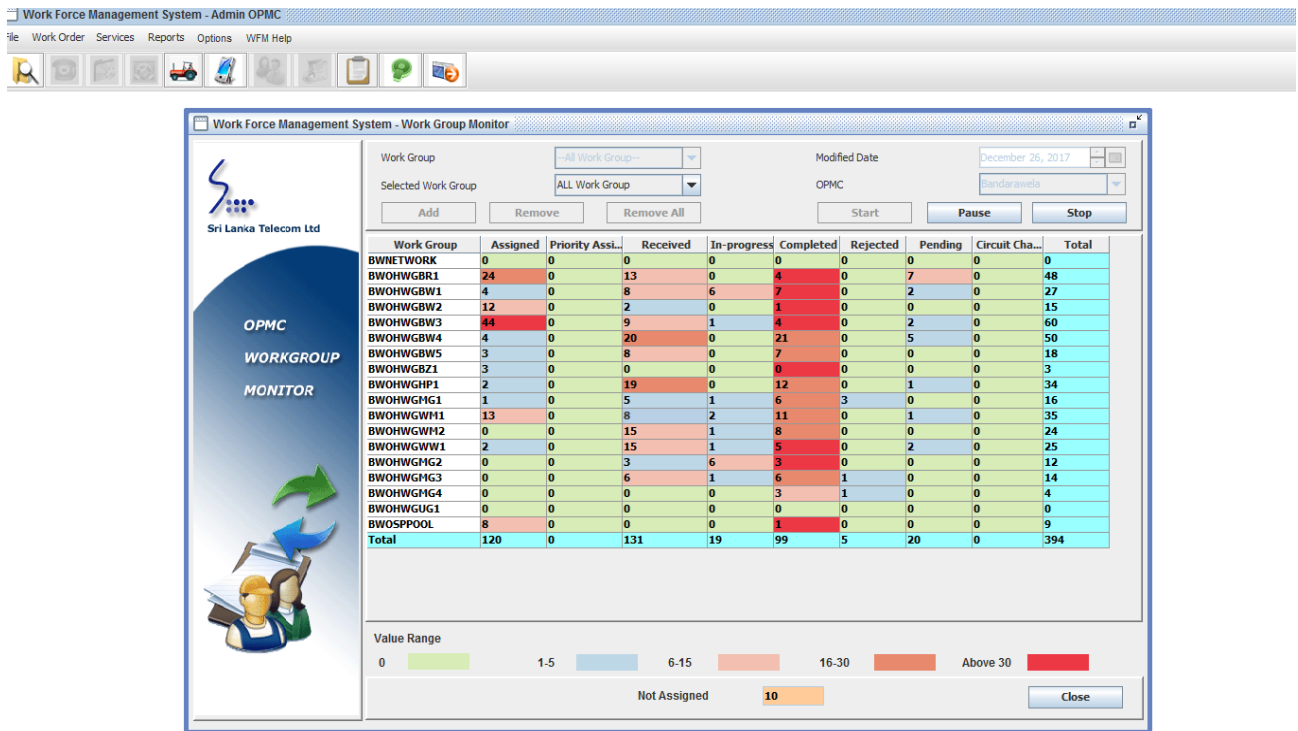 Work Force Management System - Admin OPMC
File Work Order Services Reports Options WFM Help
Work Force Management System - Work Group Monitor
Sri Lanka Telecom Ltd
OPMC
WORKGROUP
MONITOR
Work Group --All Work Group-- Modified Date December 26, 2017
Selected Work Group ALL Work Group OPMC Bandarawela
Add Remove Remove All Start Pause Stop
Work Group Assigned Priority Assi... Received In-progress Completed Rejected Pending Circuit Cha... Total
BWNETWORK 0 0 0 0 0 0 0 0 0
BWOHWGBR1 24 0 13 0 4 0 7 0 48
BWOHWGBW1 4 0 8 6 7 0 2 0 27
BWOHWGBW2 12 0 2 0 1 0 0 0 15
BWOHWGBW3 44 0 9 1 4 0 2 0 60
BWOHWGBW4 4 0 20 0 21 0 5 0 50
BWOHWGBW5 3 0 8 0 7 0 0 0 18
BWOHWGBZ1 3 0 0 0 0 0 0 0 3
BWOHWGHP1 2 0 19 0 12 0 1 0 34
BWOHWGMG1 1 0 5 1 6 3 0 0 16
BWOHWGWM1 13 0 8 2 11 0 1 0 35
BWOHWGWM2 0 0 15 1 8 0 0 0 24
BWOHWGWW1 2 0 15 1 5 0 2 0 25
BWOHWGMG2 0 0 3 6 3 0 0 0 12
BWOHWGMG3 0 0 6 1 6 1 0 0 14
BWOHWGMG4 0 0 0 0 3 1 0 0 4
BWOHWGUG1 0 0 0 0 0 0 0 0 0
BWOSPPOOL 8 0 0 0 1 0 0 0 9
Total 120 0 131 19 99 5 20 0 394
Value Range
0 1-5 6-15 16-30 Above 30
Not Assigned 10 Close